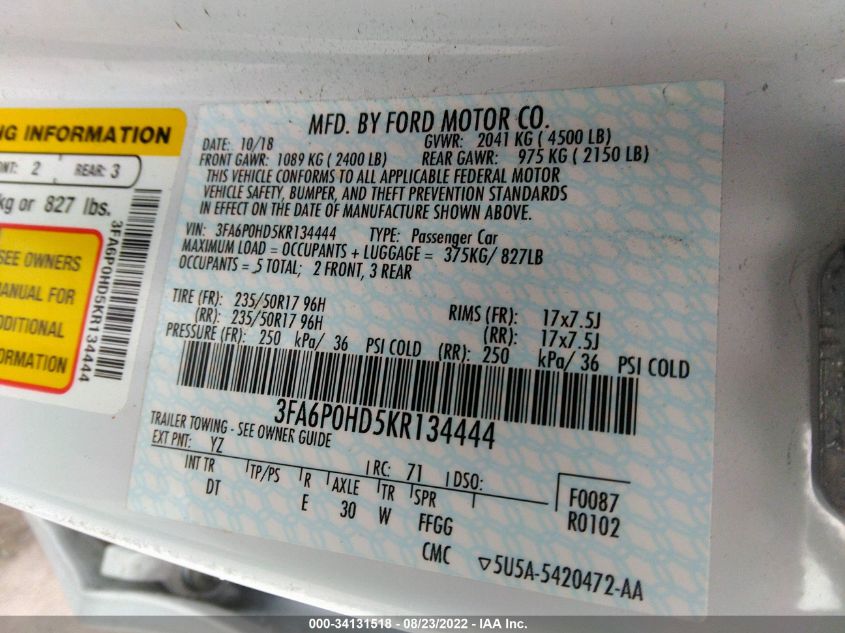 NG INFORMATION
NT: 2 REAR: 3
kg or 827 lbs.
SEE OWNERS
MANUAL FOR
DDITIONAL
FORMATION
3FA6P0HD5KR134444
MFD. BY FORD MOTOR CO.
DATE: 10/18 GVWR: 2041 KG ( 4500 LB)
FRONT GAWR: 1089 KG ( 2400 LB) REAR GAWR: 975 KG ( 2150 LB)
THIS VEHICLE CONFORMS TO ALL APPLICABLE FEDERAL MOTOR
VEHICLE SAFETY, BUMPER, AND THEFT PREVENTION STANDARDS
IN EFFECT ON THE DATE OF MANUFACTURE SHOWN ABOVE.
VIN: 3FA6P0HD5KR134444 TYPE: Passenger Car
MAXIMUM LOAD = OCCUPANTS + LUGGAGE = 375KG/ 827LB
OCCUPANTS = 5 TOTAL; 2 FRONT, 3 REAR
TIRE (FR): 235/50R17 96H RIMS (FR): 17x7.5J
(RR): 235/50R17 96H (RR): 17x7.5J
PRESSURE (FR): 250 kPa/ 36 PSI COLD (RR): 250 kPa/ 36 PSI COLD
3FA6P0HD5KR134444
TRAILER TOWING - SEE OWNER GUIDE
EXT PNT: YZ RC: 71 DSO:
INT TR TP/PS R AXLE TR SPR F0087
DT E 30 W FFGG R0102
CMC ▽5U5A-5420472-AA
000-34131518 - 08/23/2022 - IAA Inc.